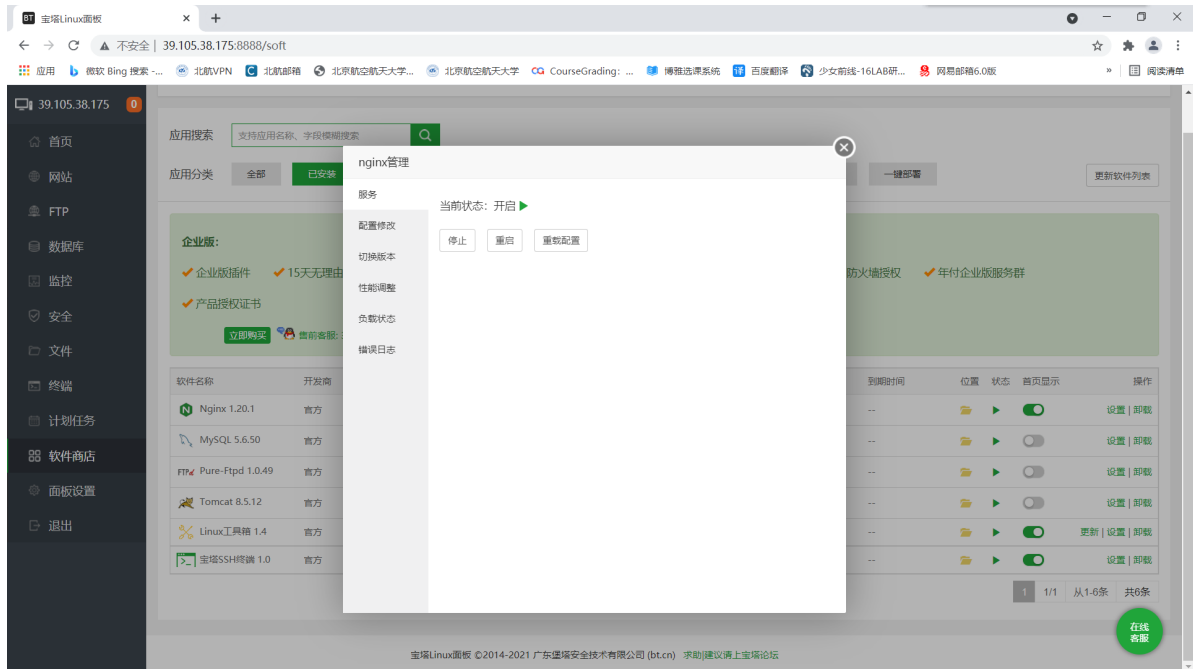 宝塔Linux面板
不安全 | 39.105.38.175:8888/soft
应用 微软 Bing 搜索 -... 北航VPN 北航邮箱 北京航空航天大学... 北京航空航天大学 CourseGrading: ... 博雅选课系统 百度翻译 少女前线-16LAB研... 网易邮箱6.0版 » 阅读清单
39.105.38.175 0
首页
网站
FTP
数据库
监控
安全
文件
终端
计划任务
软件商店
面板设置
退出
应用搜索 支持应用名称、字段模糊搜索
应用分类 全部 已安装 一键部署 更新软件列表
企业版:
企业版插件 15天无理由 防火墙授权 年付企业版服务群
产品授权证书
立即购买 售前客服:
nginx管理
服务
配置修改
切换版本
性能调整
负载状态
错误日志
当前状态: 开启
停止 重启 重载配置
软件名称 开发商 到期时间 位置 状态 首页显示 操作
Nginx 1.20.1 官方 -- 设置 | 卸载
MySQL 5.6.50 官方 -- 设置 | 卸载
Pure-Ftpd 1.0.49 官方 -- 设置 | 卸载
Tomcat 8.5.12 官方 -- 设置 | 卸载
Linux工具箱 1.4 官方 -- 更新 | 设置 | 卸载
宝塔SSH终端 1.0 官方 -- 设置 | 卸载
1 1/1 从1-6条 共6条
在线
客服
宝塔Linux面板 ©2014-2021 广东堡塔安全技术有限公司 (bt.cn) 求助|建议请上宝塔论坛